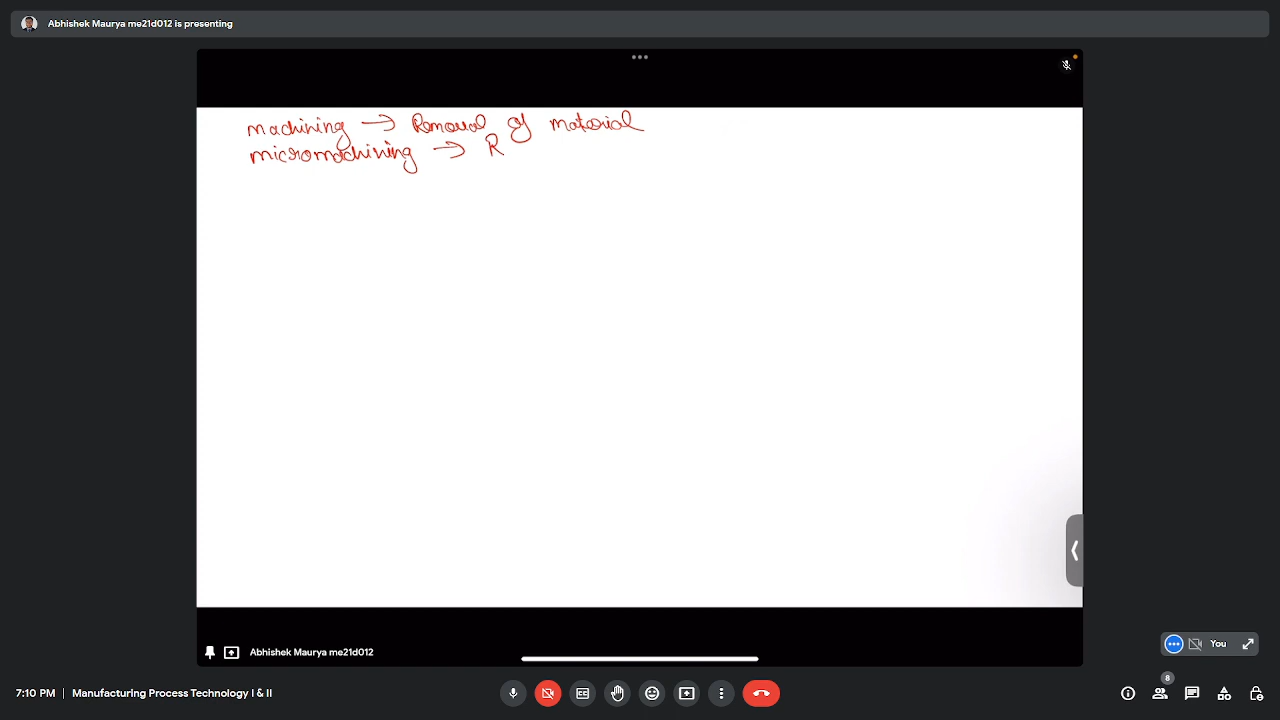 Abhishek Maurya me21d012 is presenting
machining → Removal of material
micromachining → R
Abhishek Maurya me21d012
You
8
7:10 PM | Manufacturing Process Technology I & II